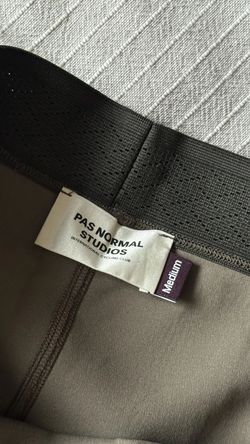 PAS NORMAL
STUDIOS
INTERNATIONAL CYCLING CLUB
Medium